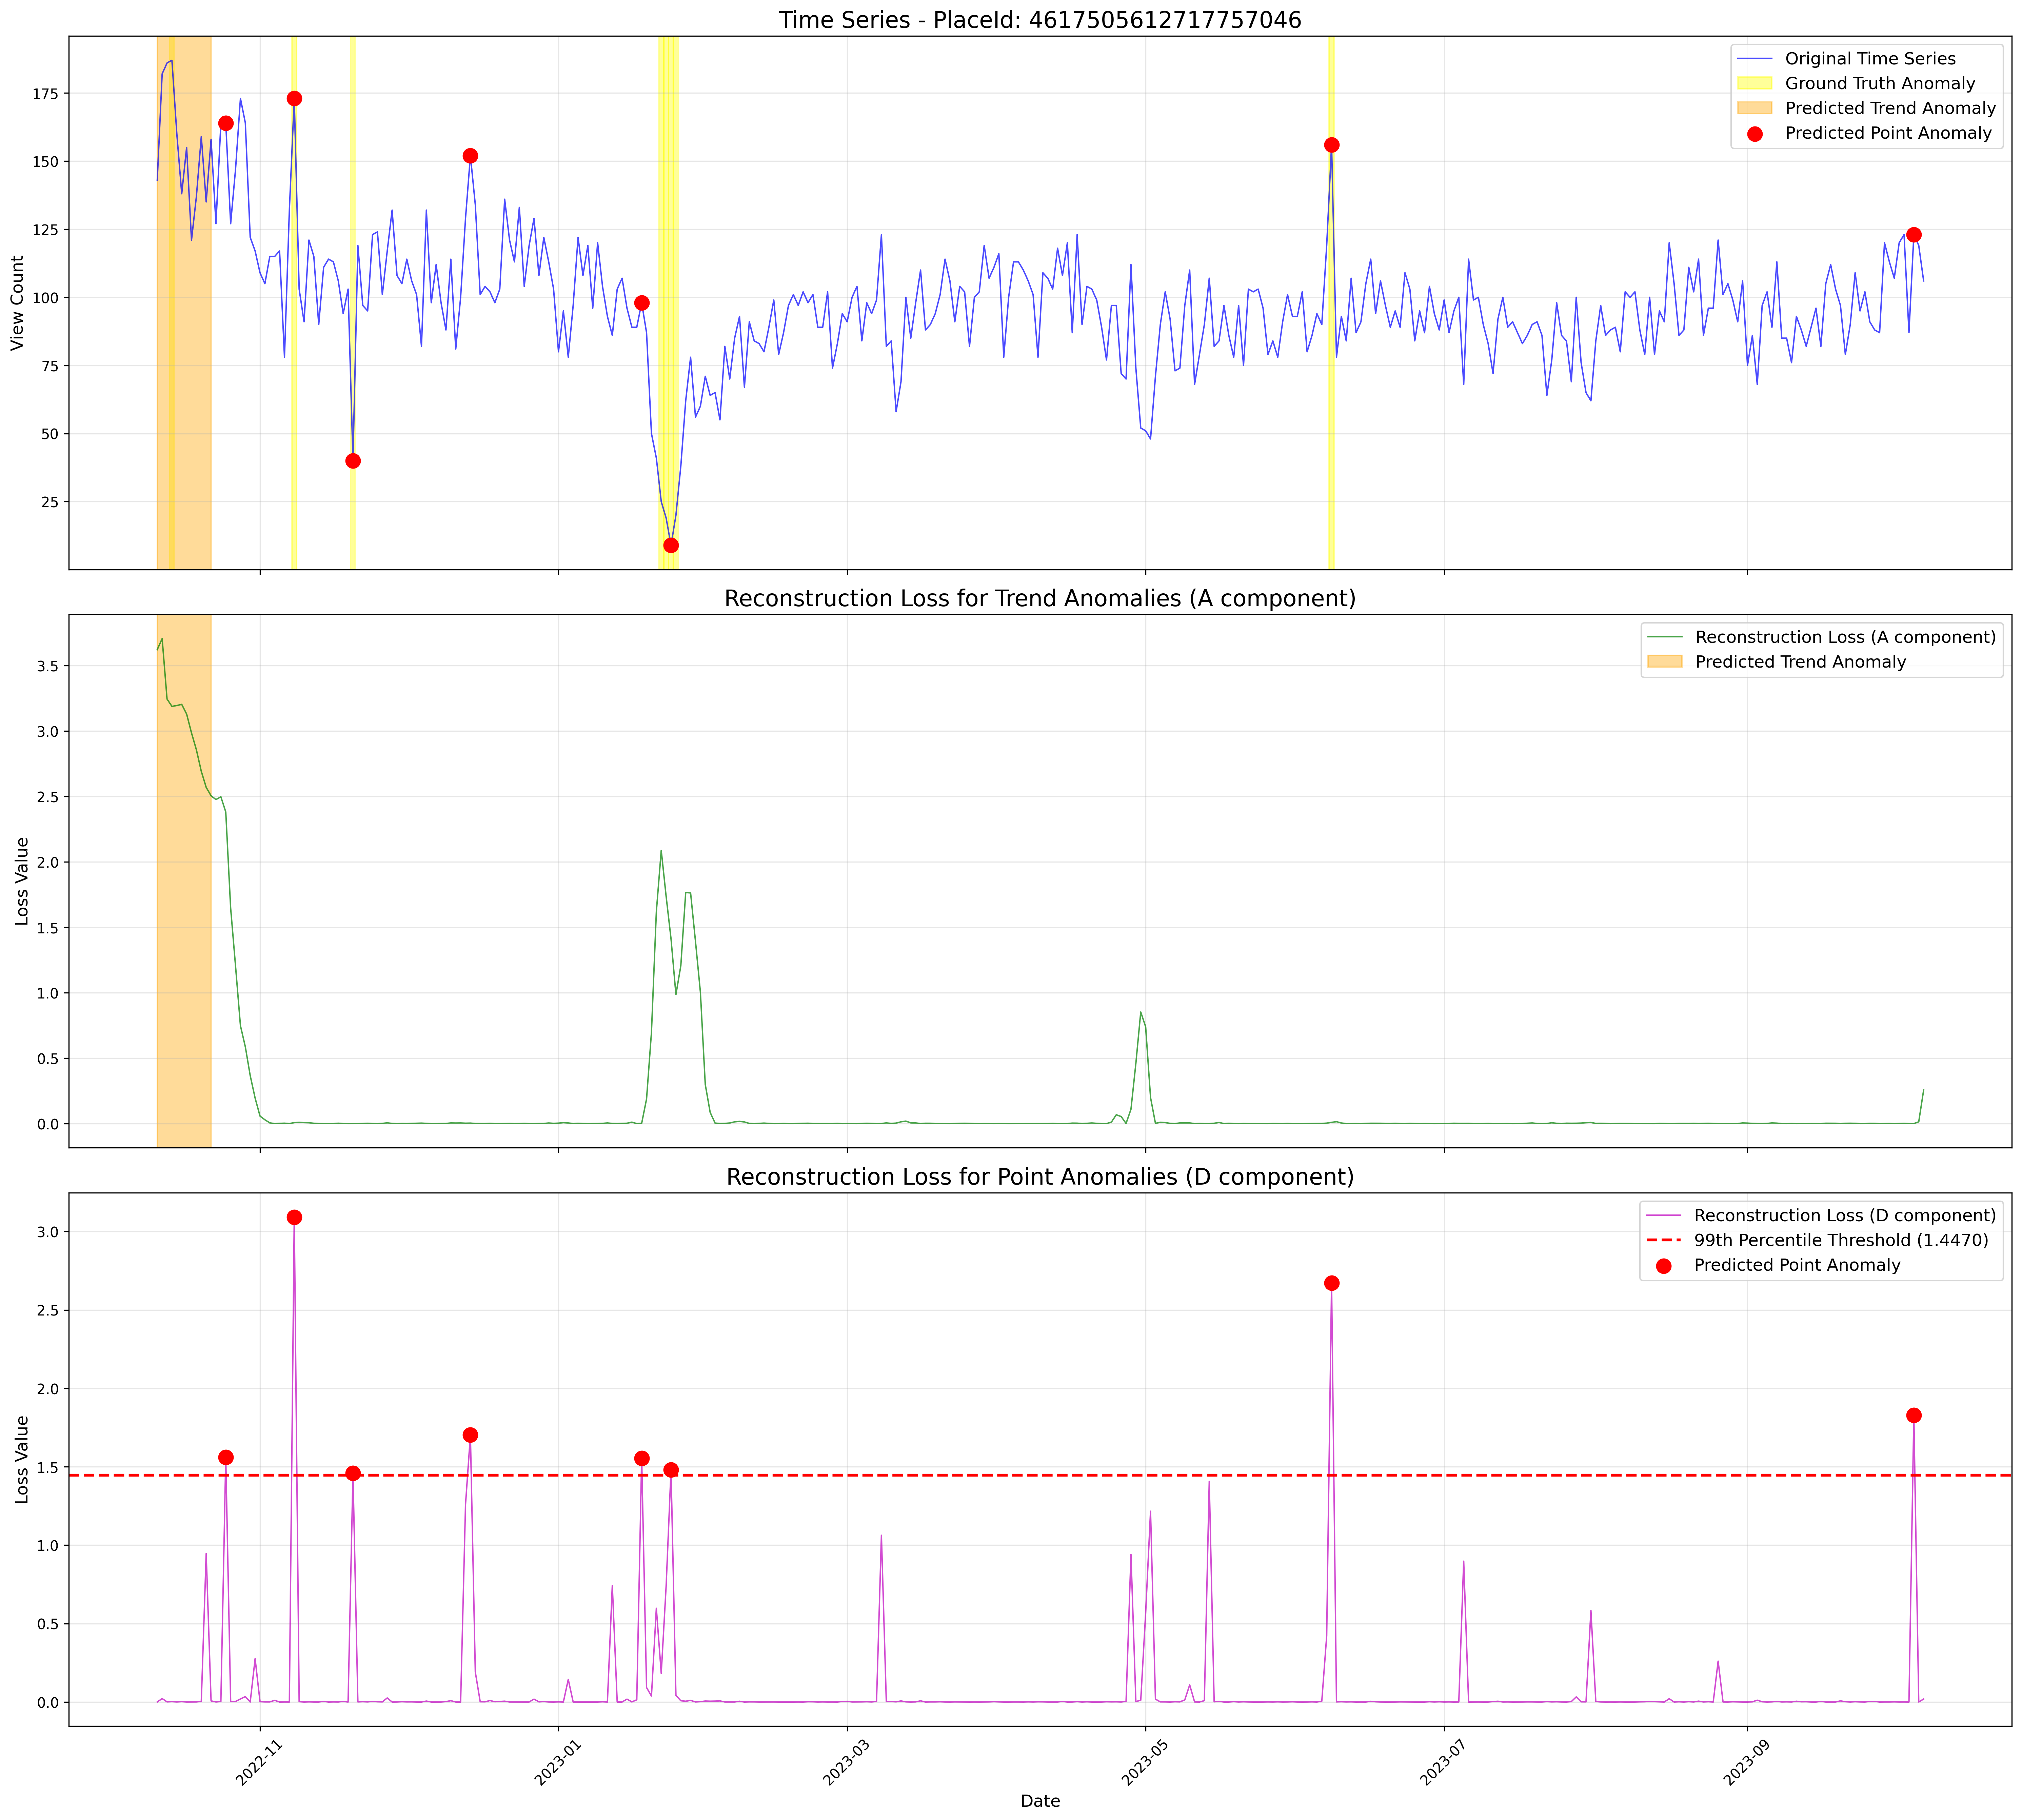 Time Series - PlaceId: 4617505612717757046
View Count
175
150
125
100
75
50
25
Original Time Series
Ground Truth Anomaly
Predicted Trend Anomaly
Predicted Point Anomaly
Reconstruction Loss for Trend Anomalies (A component)
Loss Value
3.5
3.0
2.5
2.0
1.5
1.0
0.5
0.0
Reconstruction Loss (A component)
Predicted Trend Anomaly
Reconstruction Loss for Point Anomalies (D component)
Loss Value
3.0
2.5
2.0
1.5
1.0
0.5
0.0
Reconstruction Loss (D component)
99th Percentile Threshold (1.4470)
Predicted Point Anomaly
2022-11
2023-01
2023-03
2023-05
2023-07
2023-09
Date